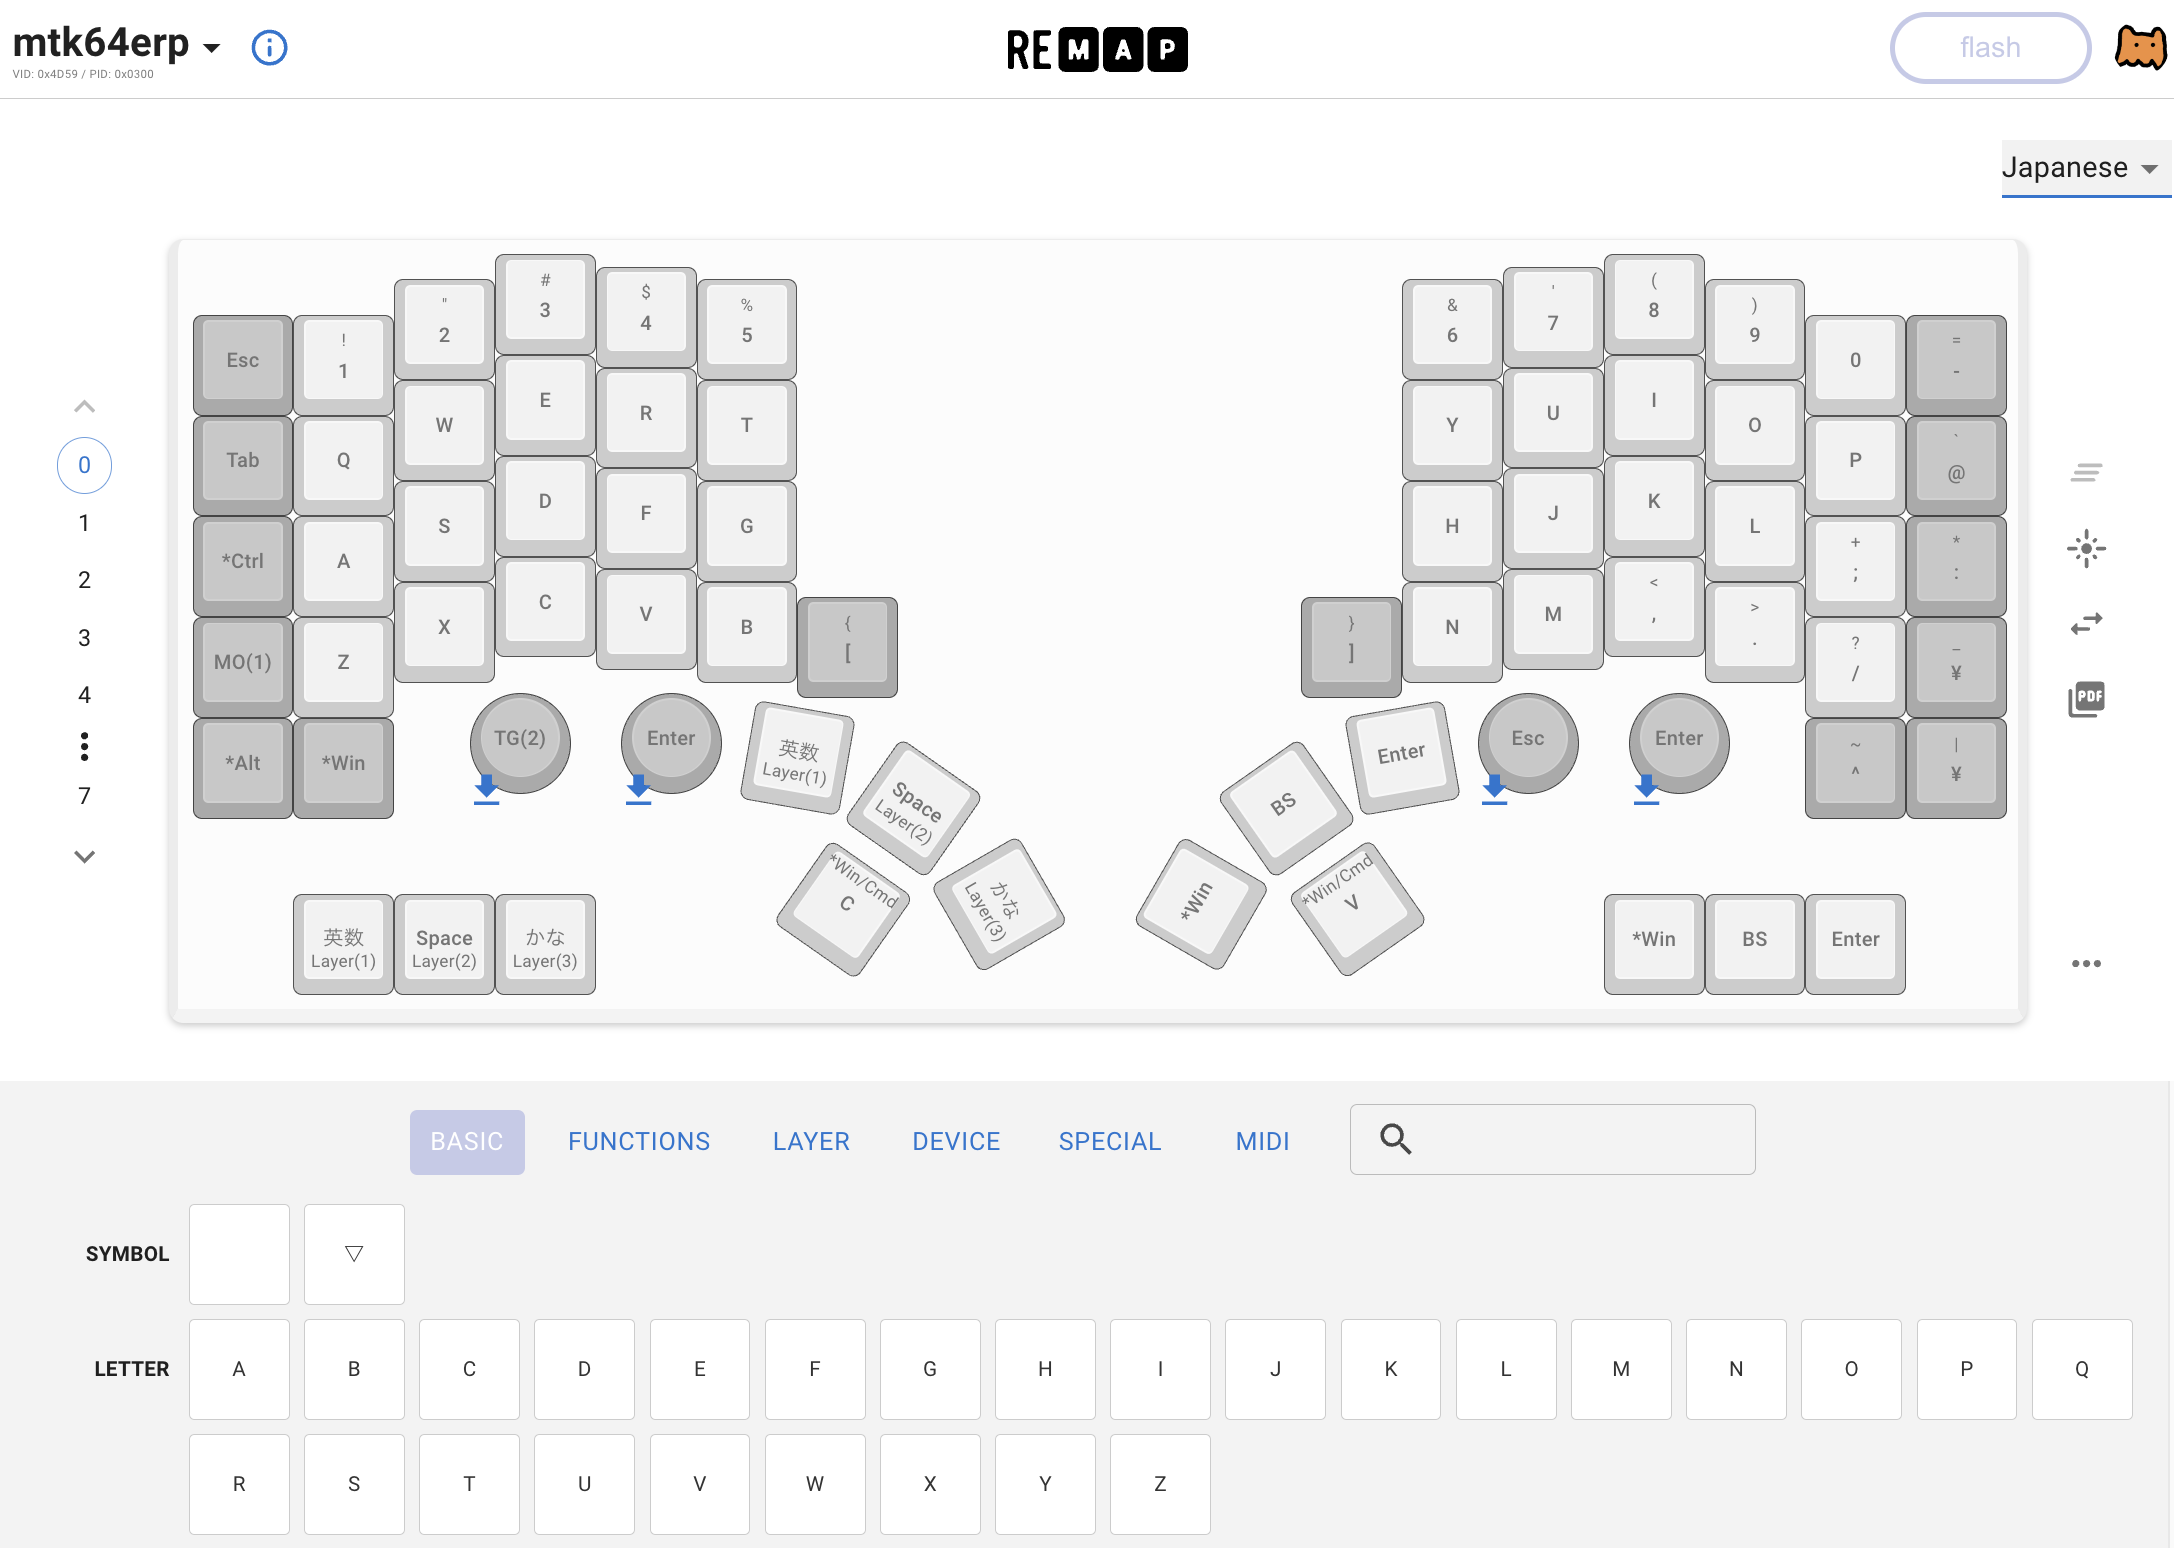 mtk64erp
VID: 0x4D59 / PID: 0x0300
REMAP
flash
Japanese
Esc ! 1 " 2 # 3 $ 4 % 5
& 6 ' 7 ( 8 ) 9 0 = -
Tab Q W E R T
Y U I O P ` @
*Ctrl A S D F G
H J K L + ; * :
MO(1) Z X C V B { [
} ] N M < , > . ? / _ ¥
*Alt *Win TG(2) Enter 英数 Layer(1) Space Layer(2)
BS Enter Esc Enter ~ ^ | ¥
*Win/Cmd C かな Layer(3)
*Win *Win/Cmd V
英数 Layer(1) Space Layer(2) かな Layer(3)
*Win BS Enter
0
1
2
3
4
7
PDF
BASIC FUNCTIONS LAYER DEVICE SPECIAL MIDI
SYMBOL ▽
LETTER A B C D E F G H I J K L M N O P Q
R S T U V W X Y Z